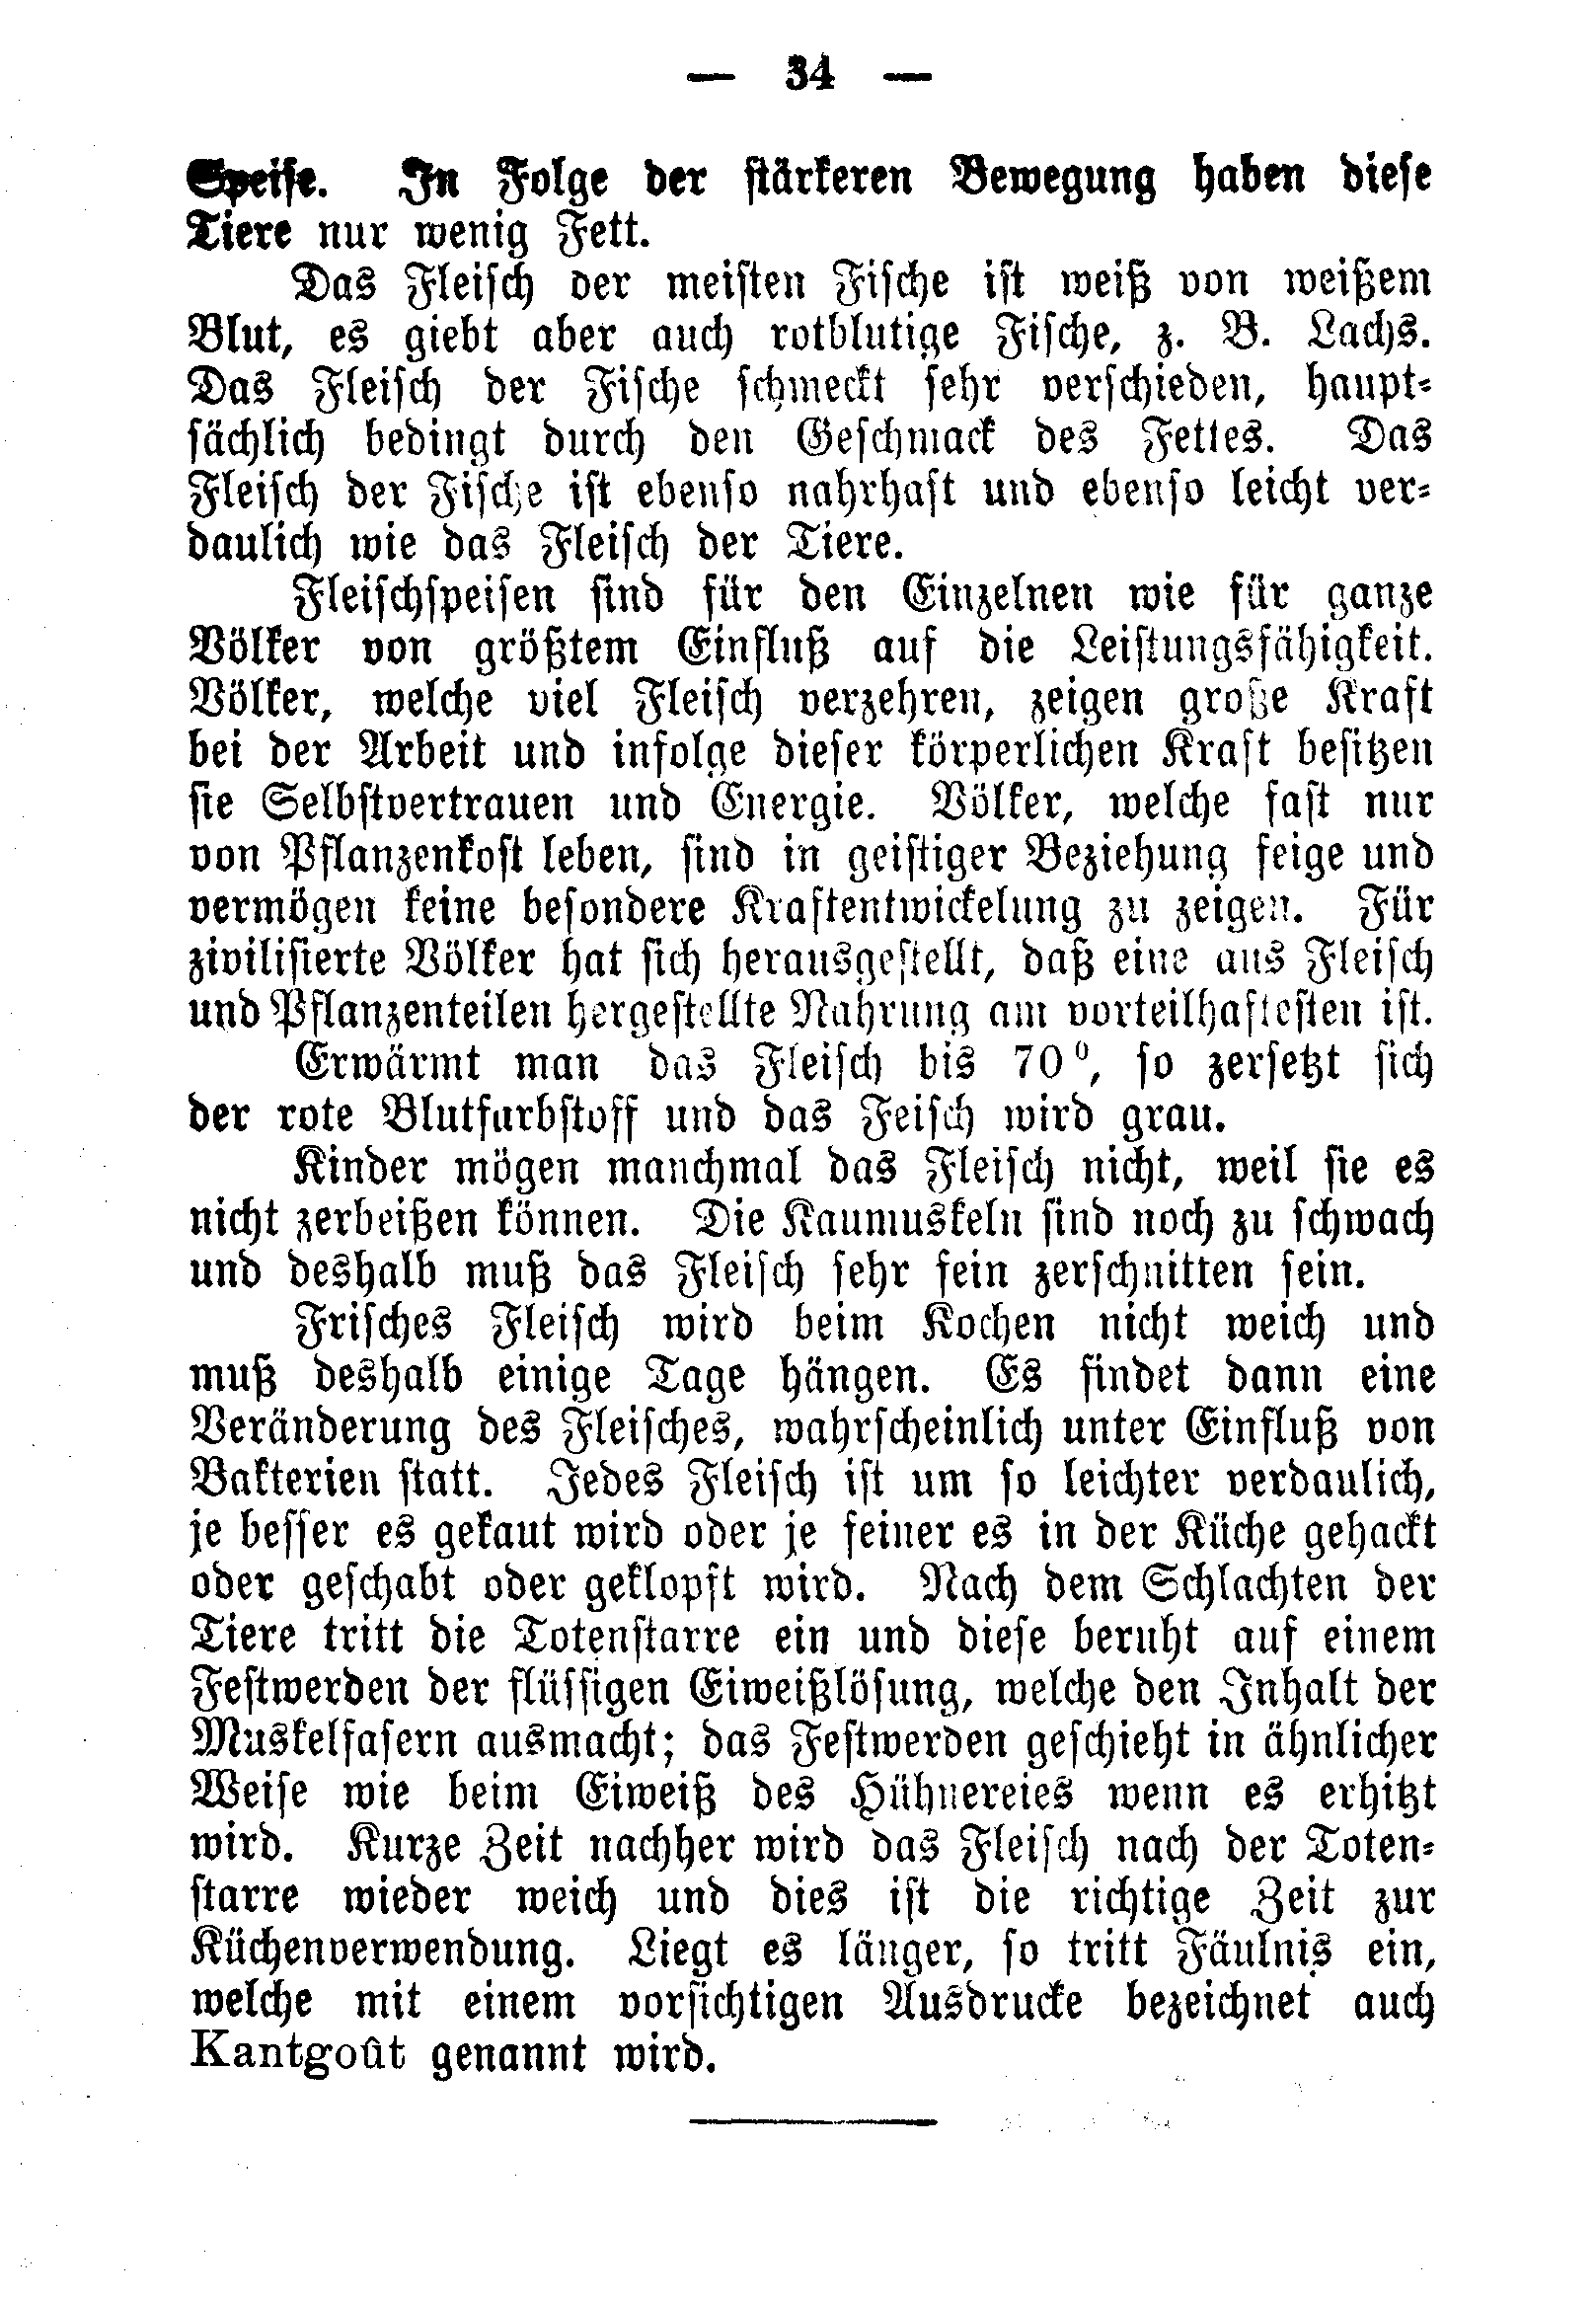 — 34 —
Speise. In Folge der stärkeren Bewegung haben diese
Tiere nur wenig Fett.
Das Fleisch der meisten Fische ist weiß von weißem
Blut, es giebt aber auch rotblutige Fische, z. B. Lachs.
Das Fleisch der Fische schmeckt sehr verschieden, haupt-
sächlich bedingt durch den Geschmack des Fettes. Das
Fleisch der Fische ist ebenso nahrhaft und ebenso leicht ver-
daulich wie das Fleisch der Tiere.
Fleischspeisen sind für den Einzelnen wie für ganze
Völker von größtem Einfluß auf die Leistungsfähigkeit.
Völker, welche viel Fleisch verzehren, zeigen große Kraft
bei der Arbeit und infolge dieser körperlichen Kraft besitzen
sie Selbstvertrauen und Energie. Völker, welche fast nur
von Pflanzenkost leben, sind in geistiger Beziehung feige und
vermögen keine besondere Kraftentwickelung zu zeigen. Für
zivilisierte Völker hat sich herausgestellt, daß eine aus Fleisch
und Pflanzenteilen hergestellte Nahrung am vorteilhaftesten ist.
Erwärmt man das Fleisch bis 70⁰, so zersetzt sich
der rote Blutfarbstoff und das Feisch wird grau.
Kinder mögen manchmal das Fleisch nicht, weil sie es
nicht zerbeißen können. Die Kaumuskeln sind noch zu schwach
und deshalb muß das Fleisch sehr fein zerschnitten sein.
Frisches Fleisch wird beim Kochen nicht weich und
muß deshalb einige Tage hängen. Es findet dann eine
Veränderung des Fleisches, wahrscheinlich unter Einfluß von
Bakterien statt. Jedes Fleisch ist um so leichter verdaulich,
je besser es gekaut wird oder je feiner es in der Küche gehackt
oder geschabt oder geklopft wird. Nach dem Schlachten der
Tiere tritt die Totenstarre ein und diese beruht auf einem
Festwerden der flüssigen Eiweißlösung, welche den Inhalt der
Muskelfasern ausmacht; das Festwerden geschieht in ähnlicher
Weise wie beim Eiweiß des Hühnereies wenn es erhitzt
wird. Kurze Zeit nachher wird das Fleisch nach der Toten-
starre wieder weich und dies ist die richtige Zeit zur
Küchenverwendung. Liegt es länger, so tritt Fäulnis ein,
welche mit einem vorsichtigen Ausdrucke bezeichnet auch
Kantgoût genannt wird.